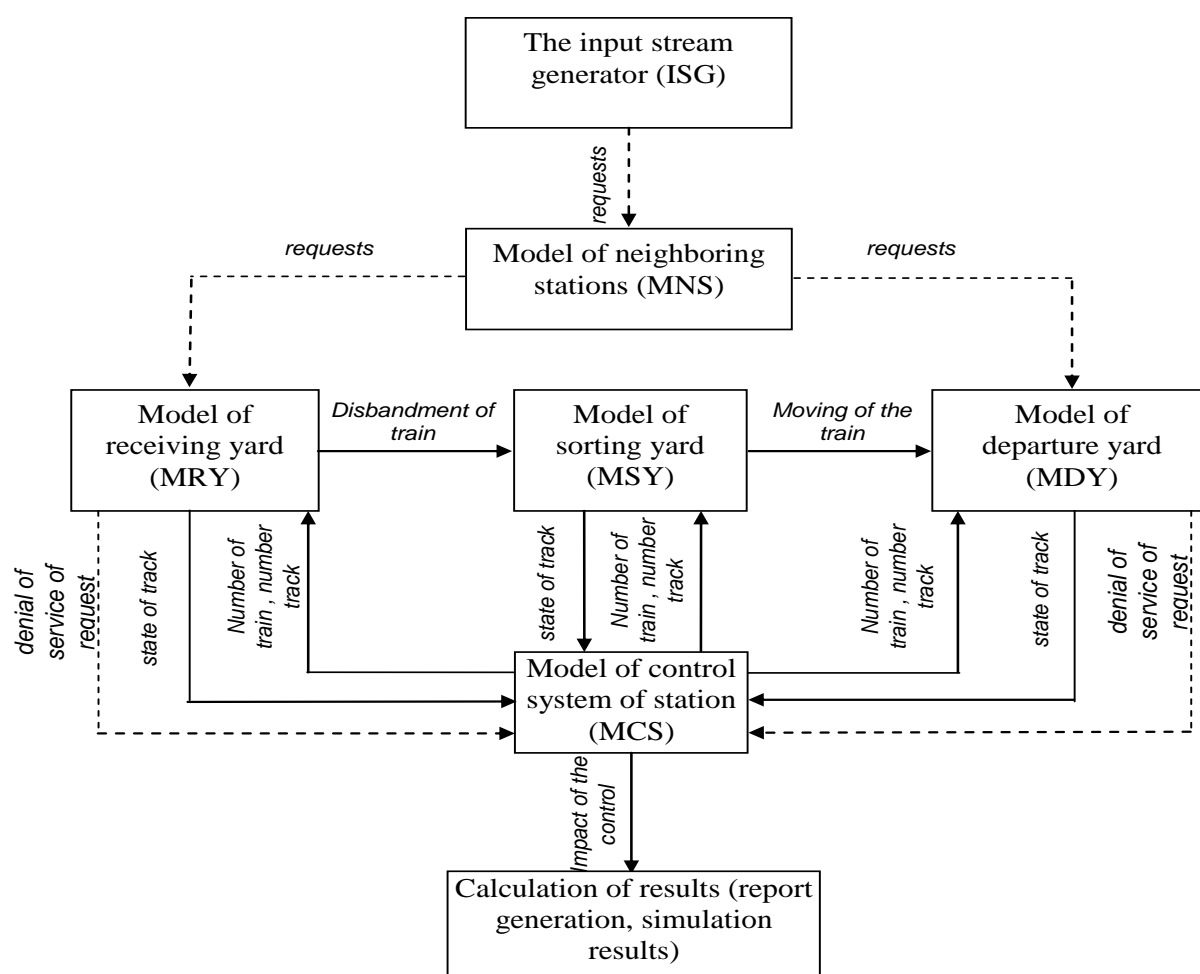 The input stream
generator (ISG)
requests
requests
Model of neighboring
stations (MNS)
requests
Model of
receiving yard
(MRY)
Disbandment of
train
Model of
sorting yard
(MSY)
Moving of the
train
Model of
departure yard
(MDY)
denial of
service of
request
state of track
Number of
train , number
track
state of track
Number of
train , number
track
Number of
train , number
track
state of track
denial of
service of
request
Model of control
system of station
(MCS)
Impact of the
control
Calculation of results (report
generation, simulation
results)